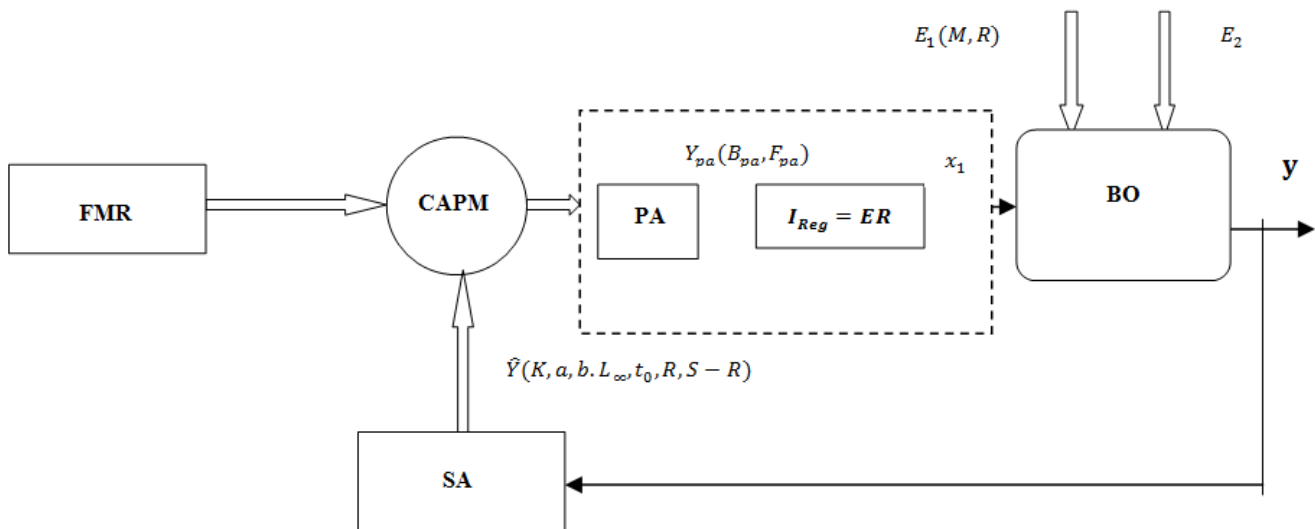 E₁(M, R)
E₂
Y_pa(B_pa, F_pa)
x₁
y
FMR
CAPM
PA
I_Reg = ER
BO
Ŷ(K, a, b. L_∞, t₀, R, S − R)
SA